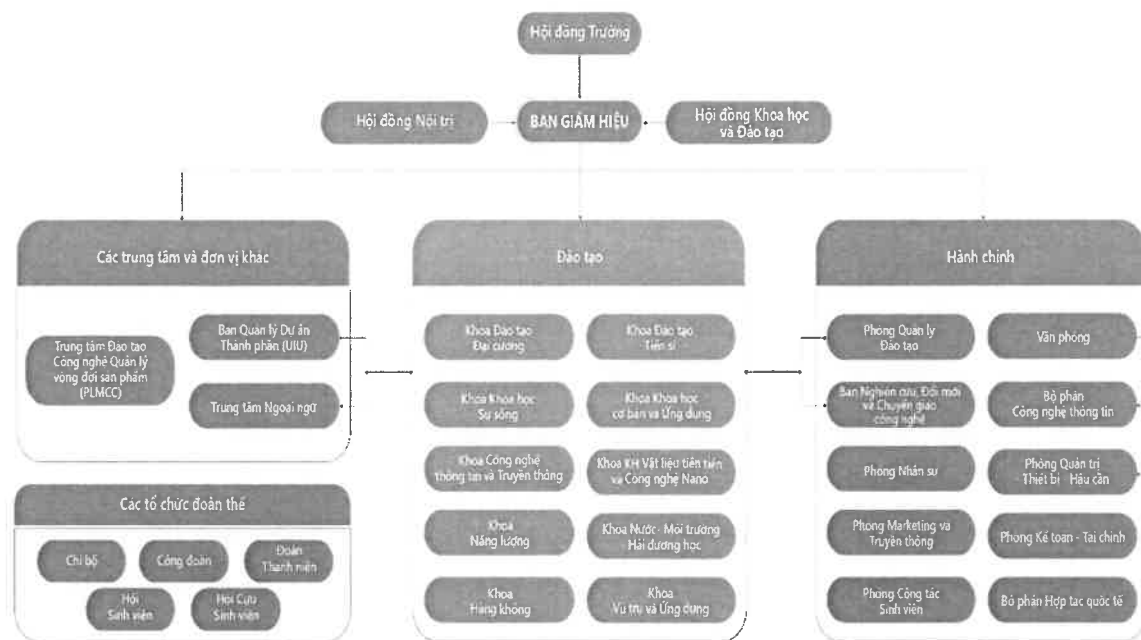 Hội đồng Trường
Hội đồng Nội trị
BAN GIÁM HIỆU
Hội đồng Khoa học
và Đào tạo
Các trung tâm và đơn vị khác
Trung tâm Đào tạo
Công nghệ Quản lý
vòng đời sản phẩm
(PLMCC)
Ban Quản lý Dự án
Thành phần (UIU)
Trung tâm Ngoại ngữ
Các tổ chức đoàn thể
Chi bộ
Công đoàn
Đoàn
Thanh niên
Hội
Sinh viên
Hội Cựu
Sinh viên
Đào tạo
Khoa Đào tạo
Đại cương
Khoa Đào tạo
Tiến sĩ
Khoa Khoa học
Sự sống
Khoa Khoa học
cơ bản và Ứng dụng
Khoa Công nghệ
thông tin và Truyền thông
Khoa KH Vật liệu tiên tiến
và Công nghệ Nano
Khoa
Năng lượng
Khoa Nước - Môi trường
- Hải dương học
Khoa
Hàng không
Khoa
Vũ trụ và Ứng dụng
Hành chính
Phòng Quản lý
Đào tạo
Văn phòng
Ban Nghiên cứu, Đổi mới
và Chuyển giao
công nghệ
Bộ phận
Công nghệ thông tin
Phòng Nhân sự
Phòng Quản trị
- Thiết bị - Hậu cần
Phòng Marketing và
Truyền thông
Phòng Kế toán - Tài chính
Phòng Công tác
Sinh viên
Bộ phận Hợp tác quốc tế